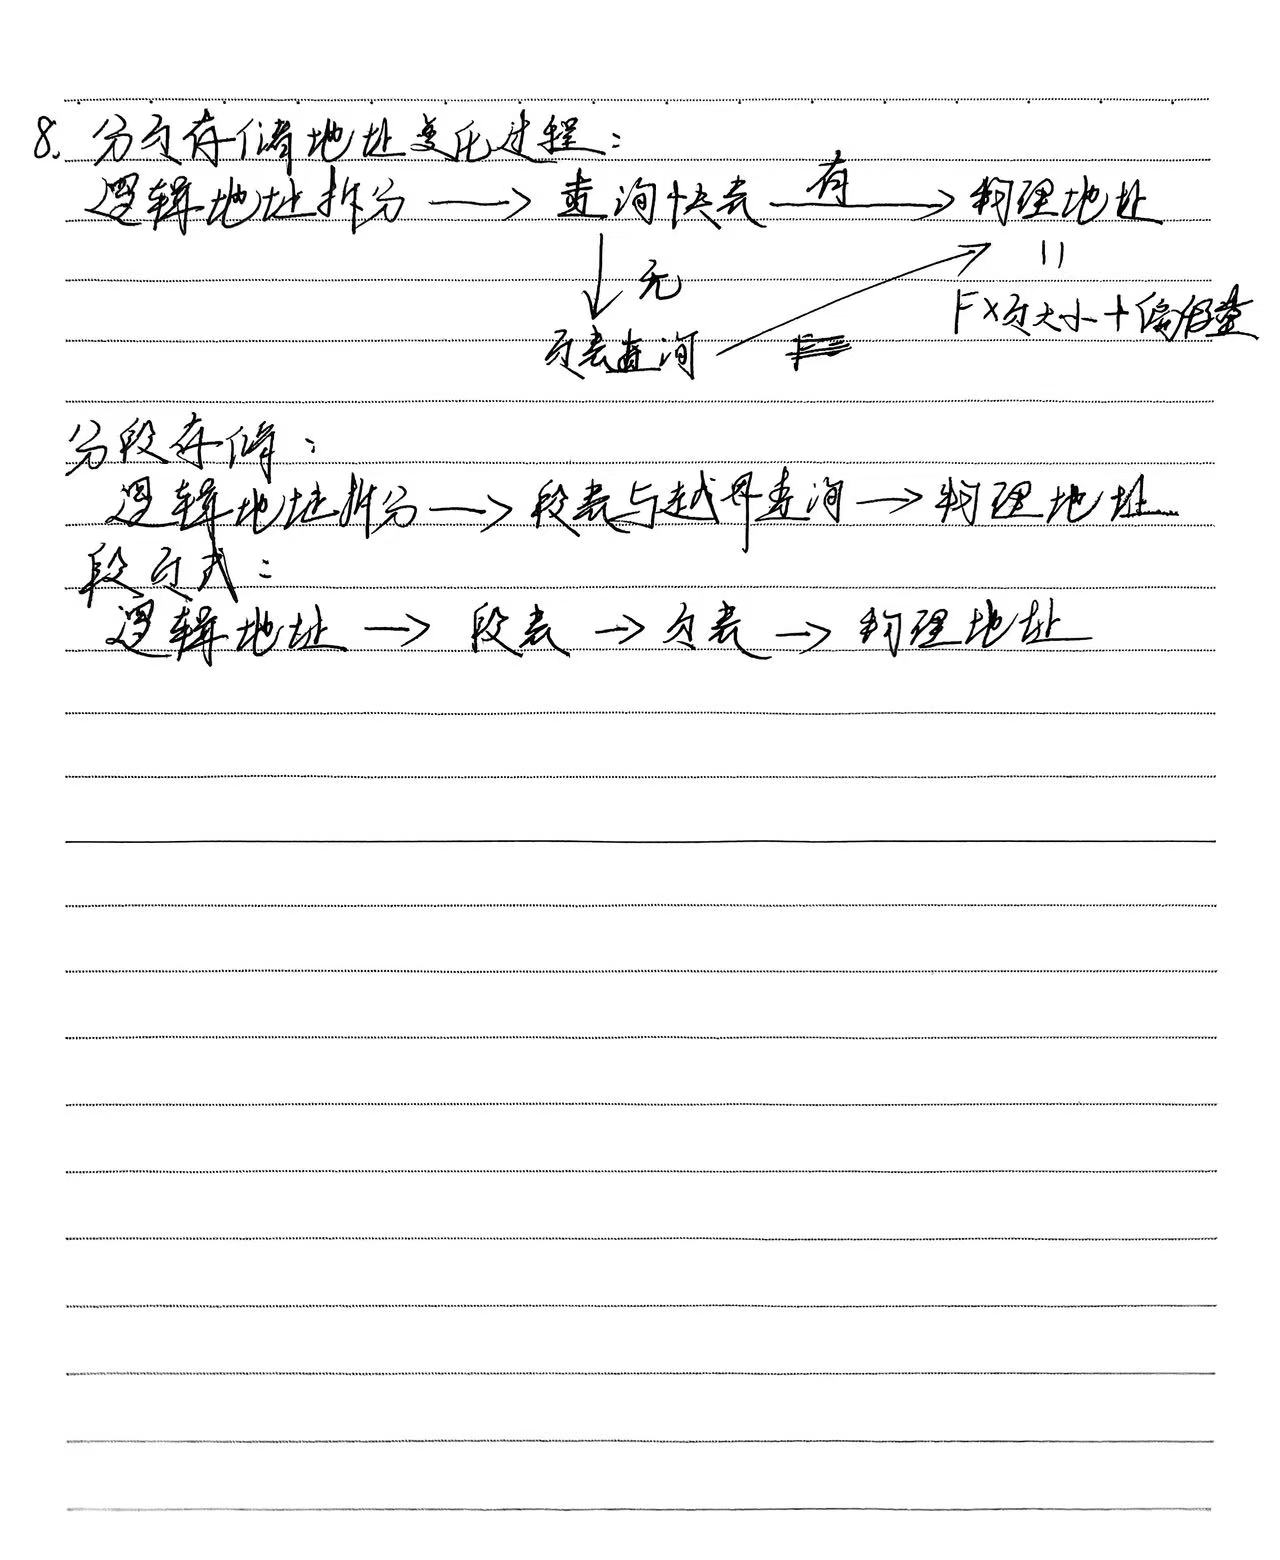 8. 分页存储地址变化过程：
逻辑地址拆分 → 查询快表 有→ 物理地址
↓ 无 ||
F×页大小+偏移量
页表查询
分段存储：
逻辑地址拆分 → 段表与越界查询 → 物理地址
段页式：
逻辑地址 → 段表 → 页表 → 物理地址